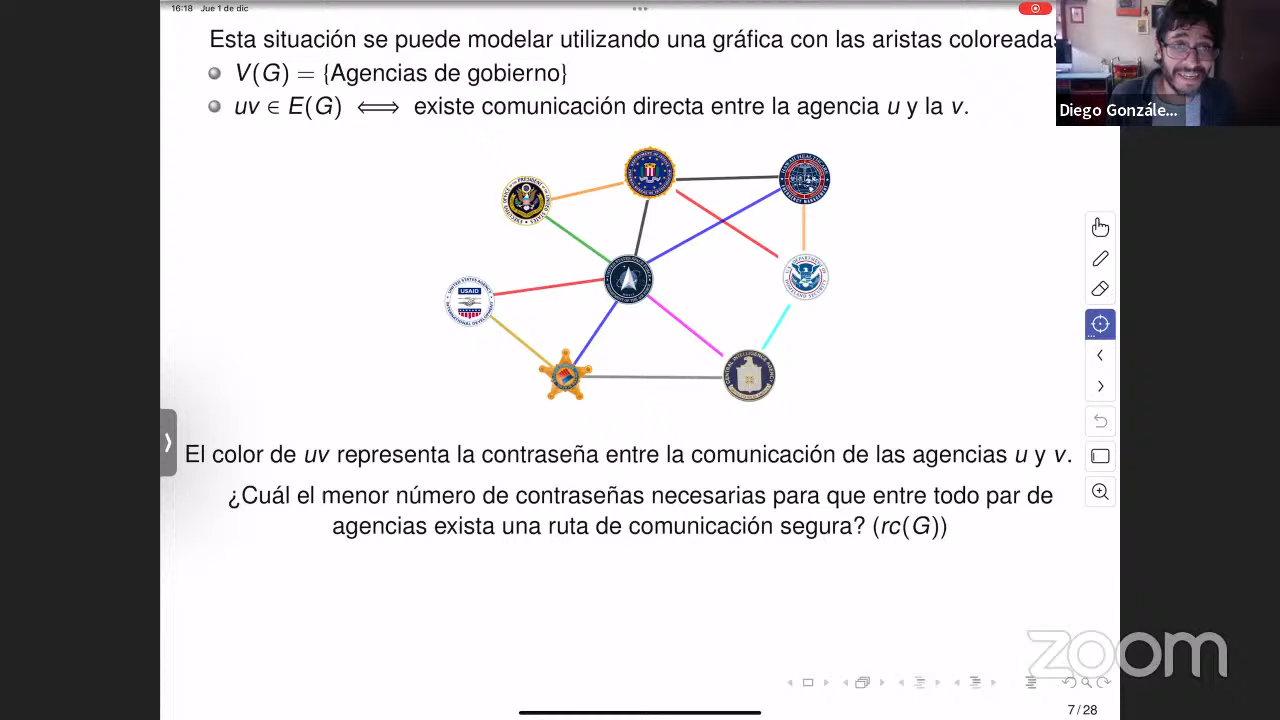 16:18 Jue 1 de dic
Esta situación se puede modelar utilizando una gráfica con las aristas coloreadas
V(G) = {Agencias de gobierno}
uv ∈ E(G) ⟺ existe comunicación directa entre la agencia u y la v.
Diego Gonzále...
USAID
El color de uv representa la contraseña entre la comunicación de las agencias u y v.
¿Cuál el menor número de contraseñas necesarias para que entre todo par de
agencias exista una ruta de comunicación segura? (rc(G))
zoom
7/28